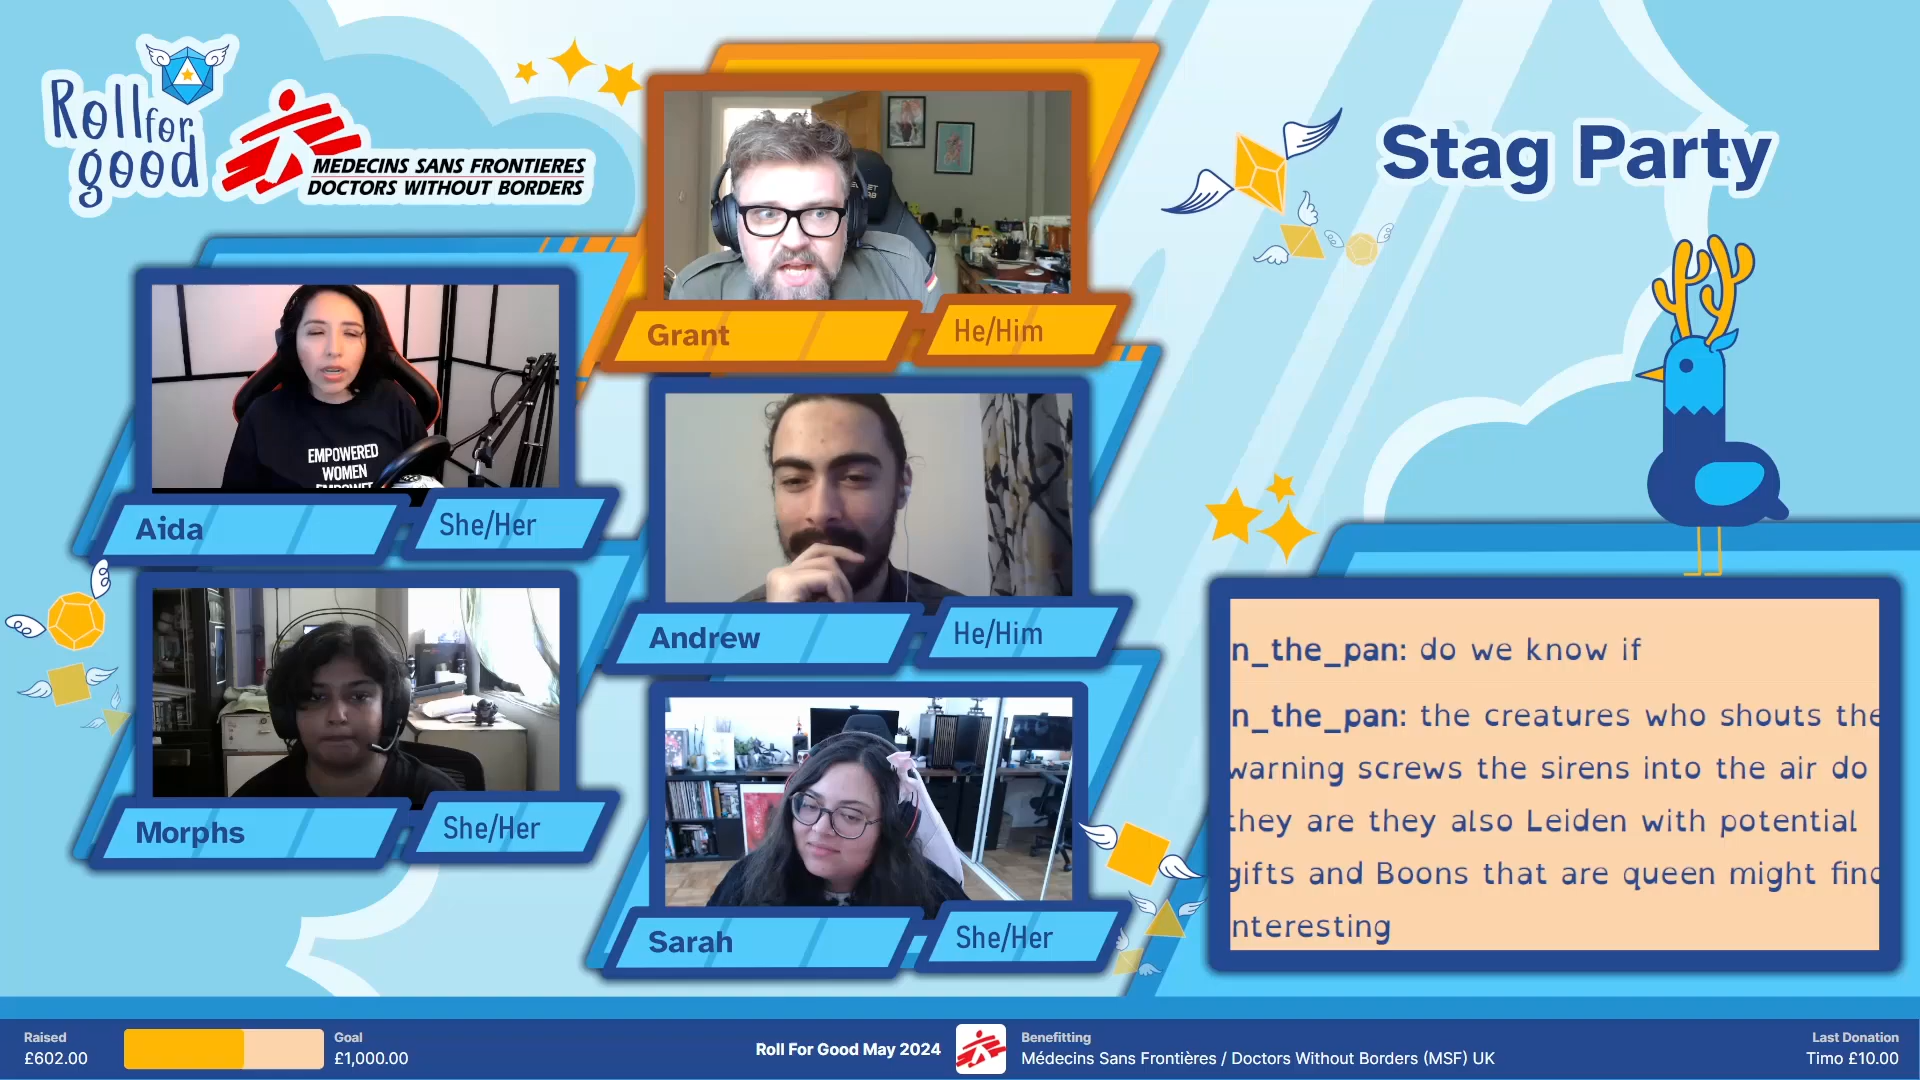 Roll for
good
MEDECINS SANS FRONTIERES
DOCTORS WITHOUT BORDERS
Stag Party
Grant
He/Him
EMPOWERED
WOMEN
Aida
She/Her
Andrew
He/Him
Morphs
She/Her
Sarah
She/Her
n_the_pan: do we know if
n_the_pan: the creatures who shouts the
warning screws the sirens into the air do
they are they also Leiden with potential
gifts and Boons that are queen might find
nteresting
Raised
£602.00
Goal
£1,000.00
Roll For Good May 2024
Benefitting
Médecins Sans Frontières / Doctors Without Borders (MSF) UK
Last Donation
Timo £10.00